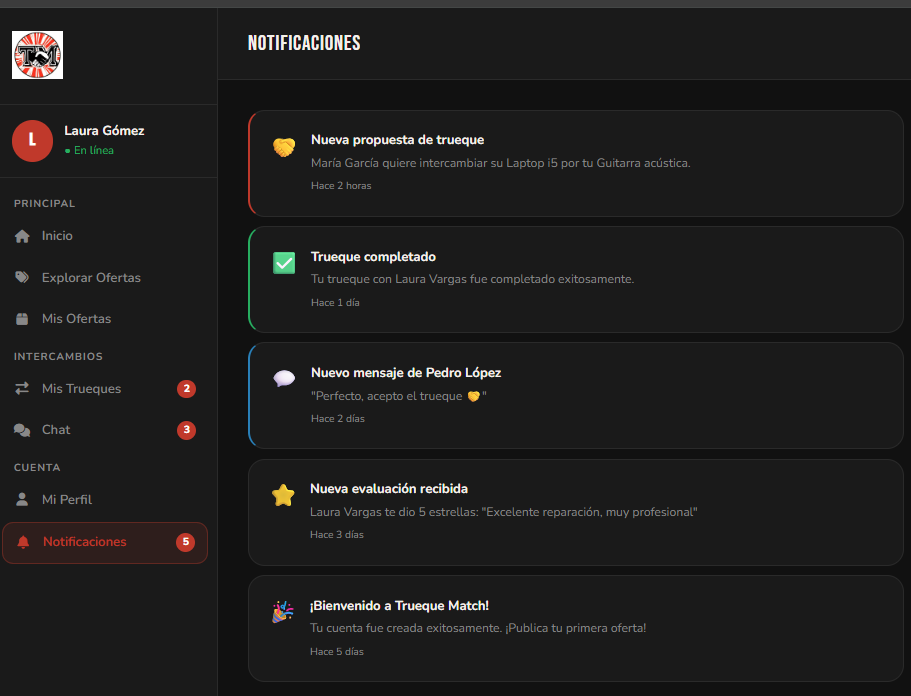 TM
NOTIFICACIONES
L
Laura Gómez
En línea
PRINCIPAL
Inicio
Explorar Ofertas
Mis Ofertas
INTERCAMBIOS
Mis Trueques 2
Chat 3
CUENTA
Mi Perfil
Notificaciones 5
Nueva propuesta de trueque
María García quiere intercambiar su Laptop i5 por tu Guitarra acústica.
Hace 2 horas
Trueque completado
Tu trueque con Laura Vargas fue completado exitosamente.
Hace 1 día
Nuevo mensaje de Pedro López
"Perfecto, acepto el trueque 🤝"
Hace 2 días
Nueva evaluación recibida
Laura Vargas te dio 5 estrellas: "Excelente reparación, muy profesional"
Hace 3 días
¡Bienvenido a Trueque Match!
Tu cuenta fue creada exitosamente. ¡Publica tu primera oferta!
Hace 5 días